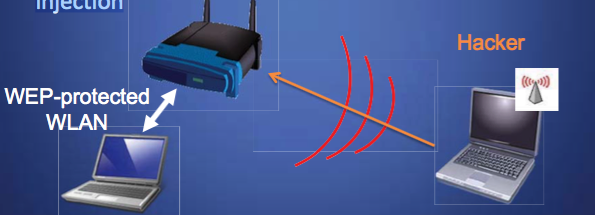 injection
Hacker
WEP-protected
WLAN